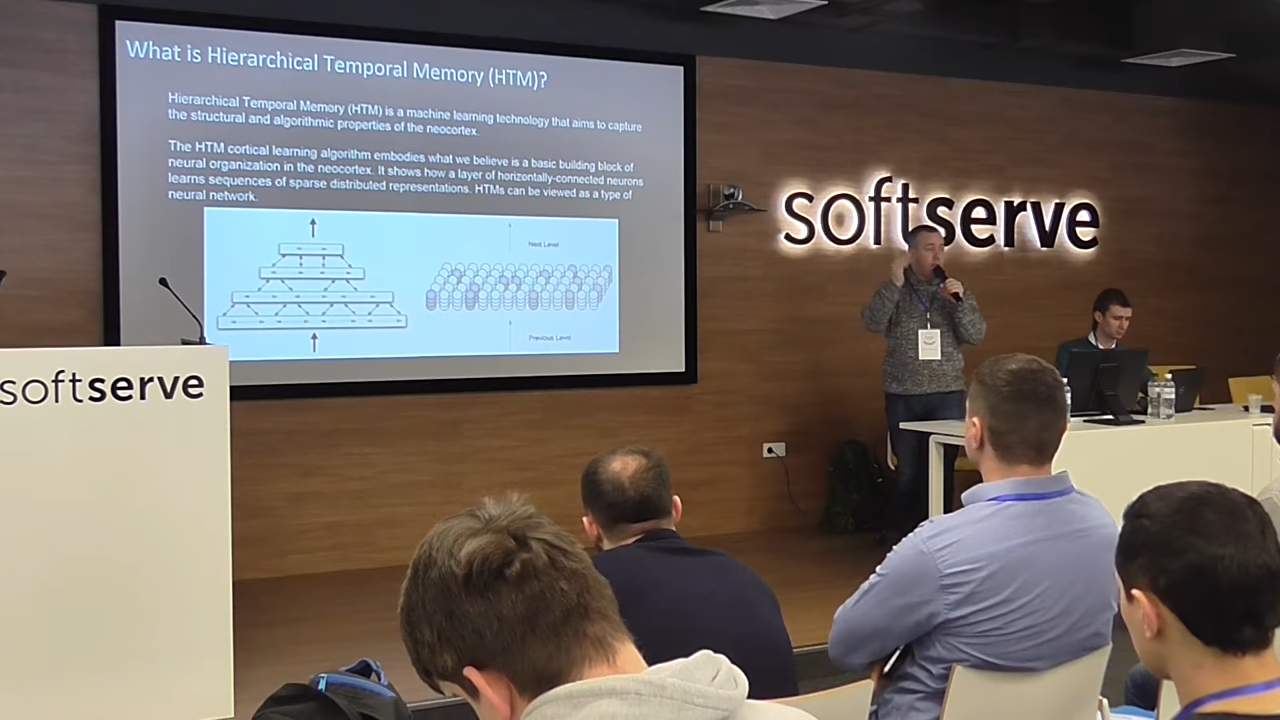 What is Hierarchical Temporal Memory (HTM)?
Hierarchical Temporal Memory (HTM) is a machine learning technology that aims to capture
the structural and algorithmic properties of the neocortex.
The HTM cortical learning algorithm embodies what we believe is a basic building block of
neural organization in the neocortex. It shows how a layer of horizontally-connected neurons
learns sequences of sparse distributed representations. HTMs can be viewed as a type of
neural network.
Next Level
Previous Level
softserve
softserve